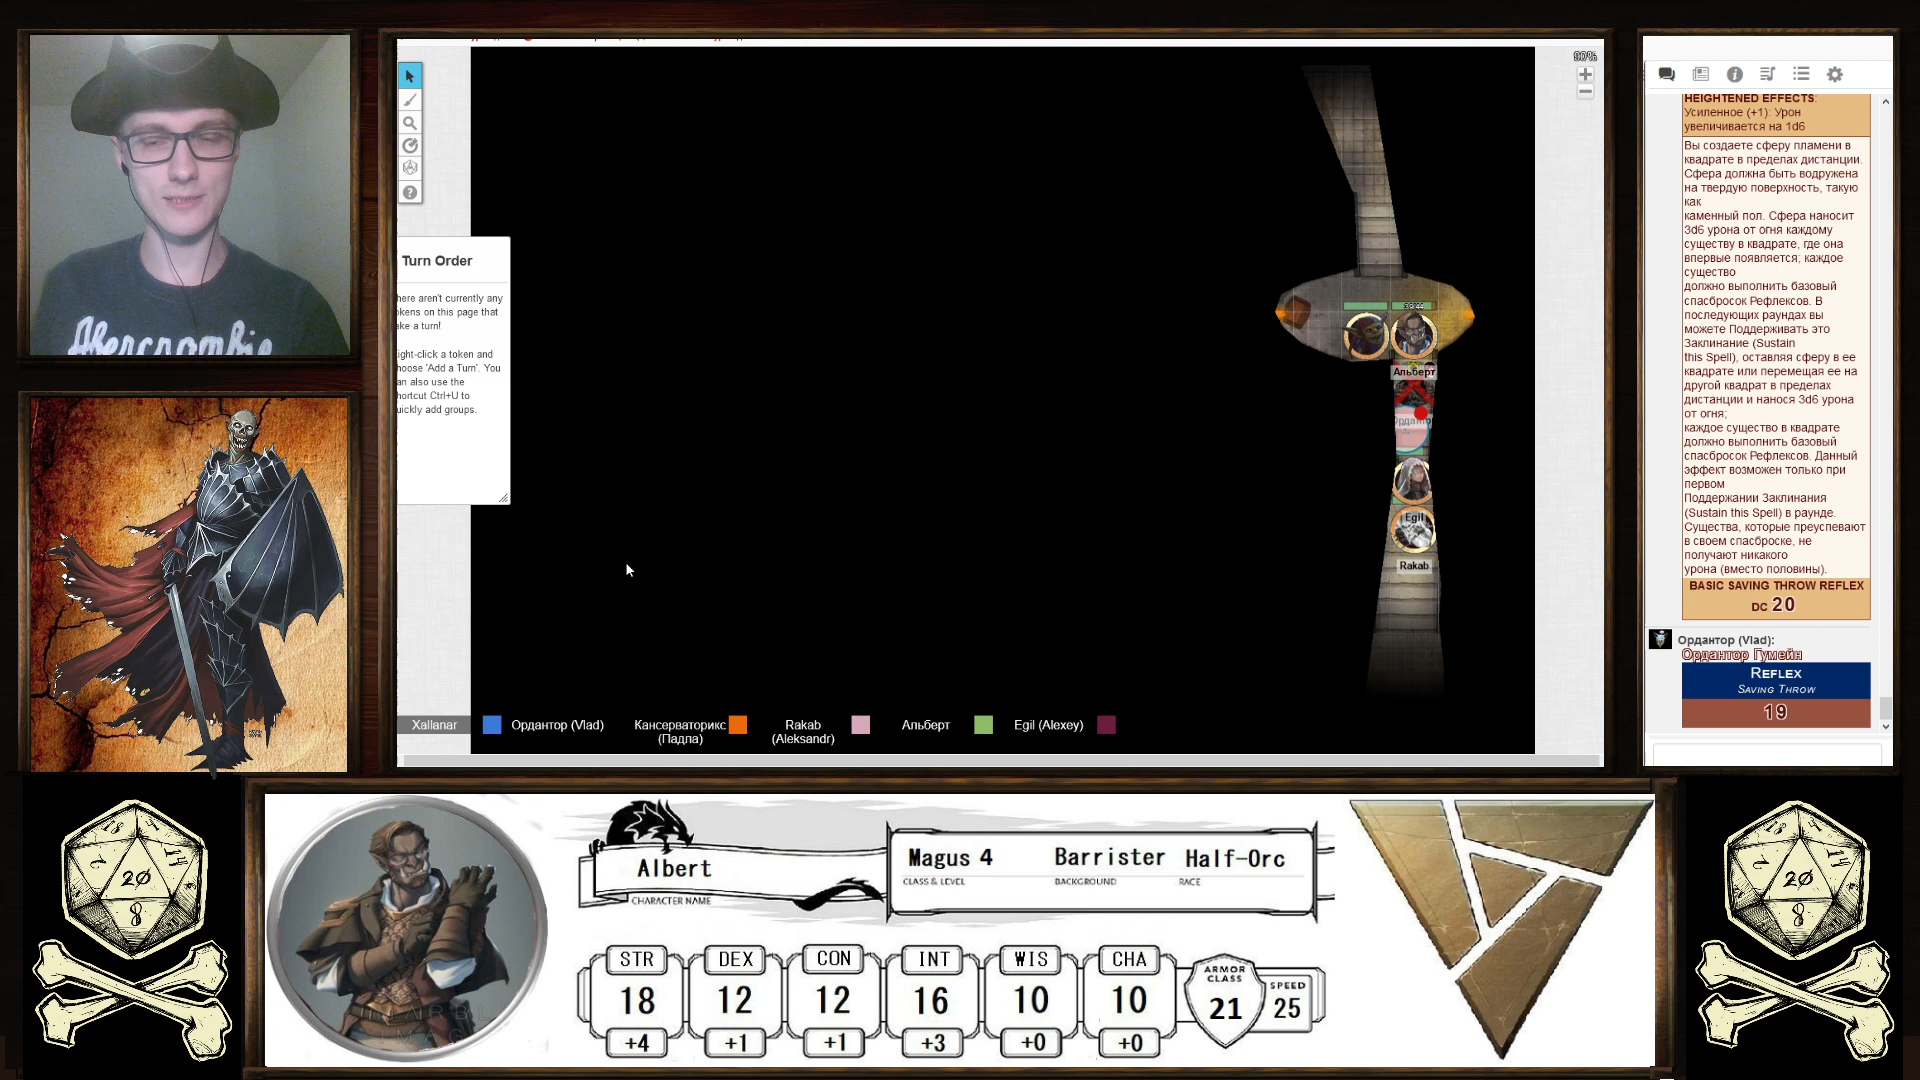 Abercrombie
90%
Turn Order
here aren't currently any
okens on this page that
ake a turn!
ight-click a token and
hoose 'Add a Turn'. You
an also use the
hortcut Ctrl+U to
uickly add groups.
Альберт
Egil
Rakab
Xallanar
Ордантор (Vlad)
Кансерваторикс
(Падла)
Rakab
(Aleksandr)
Альберт
Egil (Alexey)
HEIGHTENED EFFECTS:
Усиленное (+1): Урон
увеличивается на 1d6
Вы создаете сферу пламени в
квадрате в пределах дистанции.
Сфера должна быть водружена
на твердую поверхность, такую
как
каменный пол. Сфера наносит
3d6 урона от огня каждому
существу в квадрате, где она
впервые появляется; каждое
существо
должно выполнить базовый
спасбросок Рефлексов. В
последующих раундах вы
можете Поддерживать это
Заклинание (Sustain
this Spell), оставляя сферу в ее
квадрате или перемещая ее на
другой квадрат в пределах
дистанции и нанося 3d6 урона
от огня;
каждое существо в квадрате
должно выполнить базовый
спасбросок Рефлексов. Данный
эффект возможен только при
первом
Поддержании Заклинания
(Sustain this Spell) в раунде.
Существа, которые преуспевают
в своем спасброске, не
получают никакого
урона (вместо половины).
BASIC SAVING THROW REFLEX
DC 20
Ордантор (Vlad):
Ордантор Гумейн
REFLEX
SAVING THROW
19
Albert
CHARACTER NAME
Magus 4
CLASS & LEVEL
Barrister
BACKGROUND
Half-Orc
RACE
STR
18
+4
DEX
12
+1
CON
12
+1
INT
16
+3
WIS
10
+0
CHA
10
+0
ARMOR
CLASS
21
SPEED
25
20
8
14
20
8
14